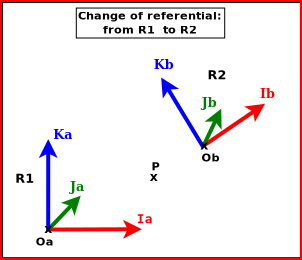 Change of referential:
from R1 to R2
Kb
R2
Ib
Jb
Ob
Ka
P
x
R1
Ja
Ia
x
Oa
x